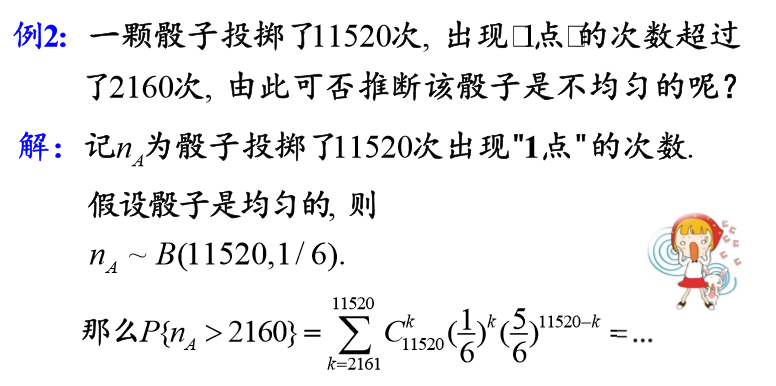 例2: 一颗骰子投掷了11520次, 出现□1点□的次数超过
了2160次, 由此可否推断该骰子是不均匀的呢?
解: 记n_A为骰子投掷了11520次出现"1点"的次数.
假设骰子是均匀的, 则
n_A ~ B(11520,1/6).
那么P{n_A > 2160} = \sum_{k=2161}^{11520} C_{11520}^{k} (\frac{1}{6})^{k} (\frac{5}{6})^{11520-k} = ...